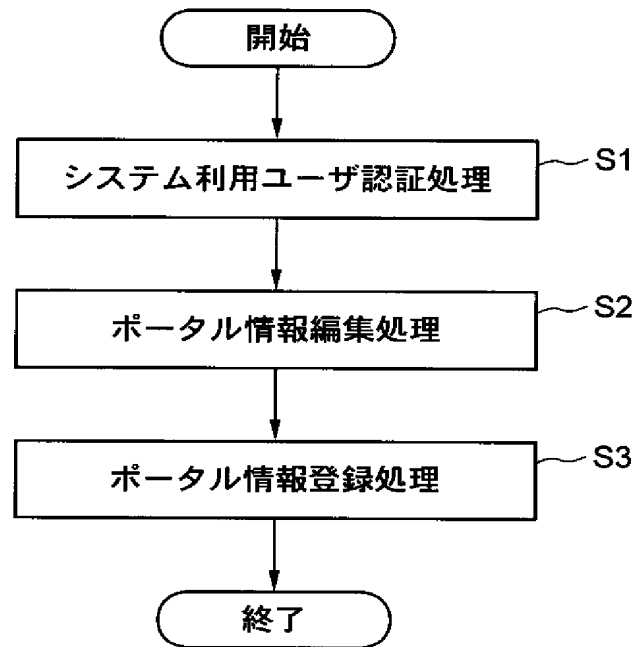 開始
システム利用ユーザ認証処理
S1
ポータル情報編集処理
S2
ポータル情報登録処理
S3
終了